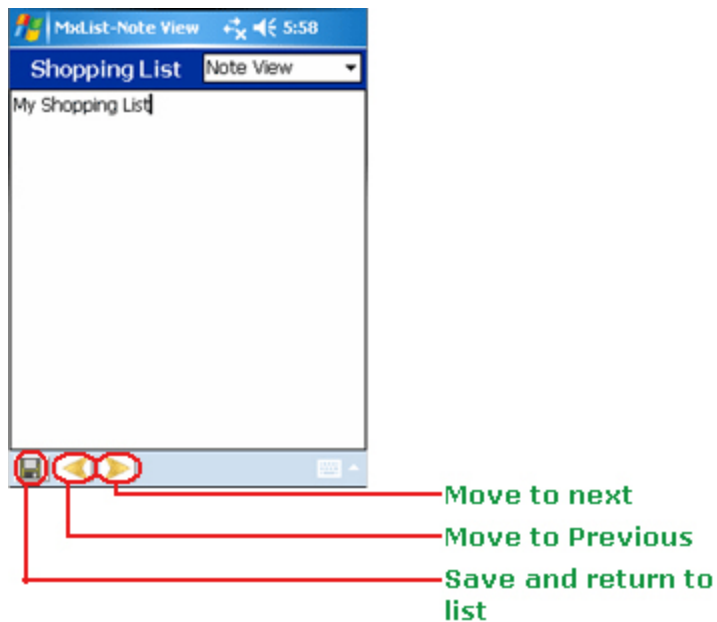 MxList-Note View 5:58
Shopping List Note View
My Shopping List
Move to next
Move to Previous
Save and return to
list